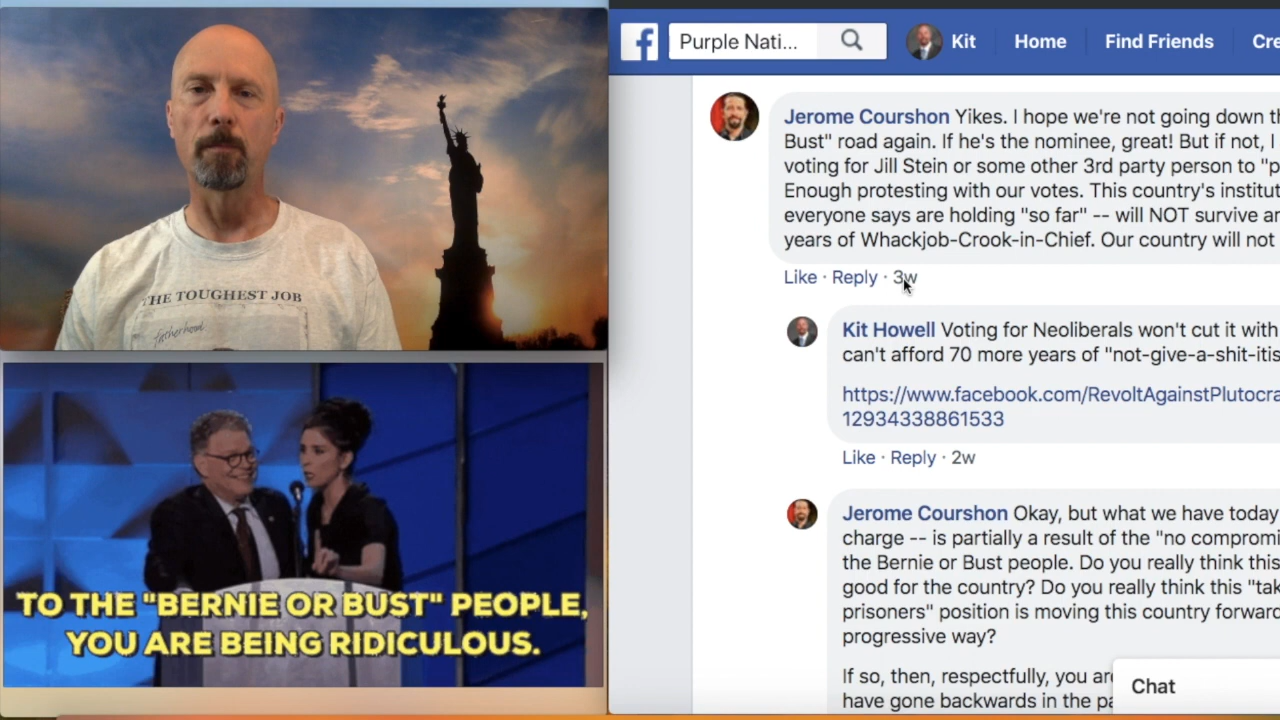 THE TOUGHEST JOB
fatherhood
TO THE "BERNIE OR BUST" PEOPLE,
YOU ARE BEING RIDICULOUS.
f
Purple Nati...
Kit
Home
Find Friends
Cre
Jerome Courshon Yikes. I hope we're not going down th
Bust" road again. If he's the nominee, great! But if not, I
voting for Jill Stein or some other 3rd party person to "p
Enough protesting with our votes. This country's institut
everyone says are holding "so far" -- will NOT survive an
years of Whackjob-Crook-in-Chief. Our country will not
Like · Reply · 3w
Kit Howell Voting for Neoliberals won't cut it with
can't afford 70 more years of "not-give-a-shit-itis
https://www.facebook.com/RevoltAgainstPlutocra
12934338861533
Like · Reply · 2w
Jerome Courshon Okay, but what we have today
charge -- is partially a result of the "no compromi
the Bernie or Bust people. Do you really think this
good for the country? Do you really think this "tak
prisoners" position is moving this country forward
progressive way?
If so, then, respectfully, you are
have gone backwards in the pa
Chat